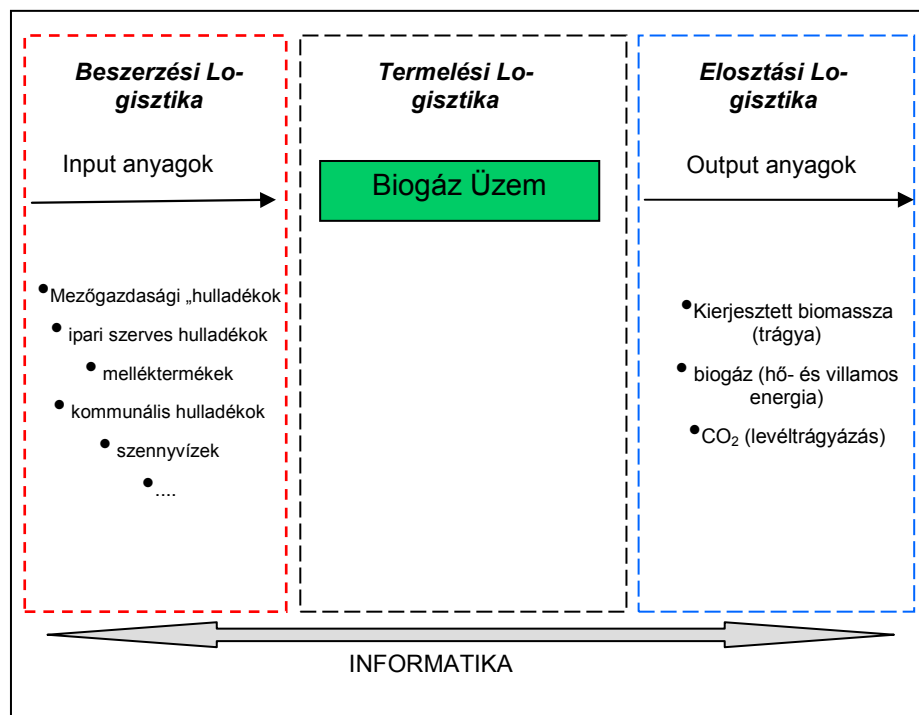 Beszerzési Lo-
gisztika
Input anyagok
•Mezőgazdasági „hulladékok
• ipari szerves hulladékok
• melléktermékek
• kommunális hulladékok
• szennyvízek
•....
Termelési Lo-
gisztika
Biogáz Üzem
Elosztási Lo-
gisztika
Output anyagok
•Kierjesztett biomassza
(trágya)
• biogáz (hő- és villamos
energia)
•CO₂ (levéltrágyázás)
INFORMATIKA